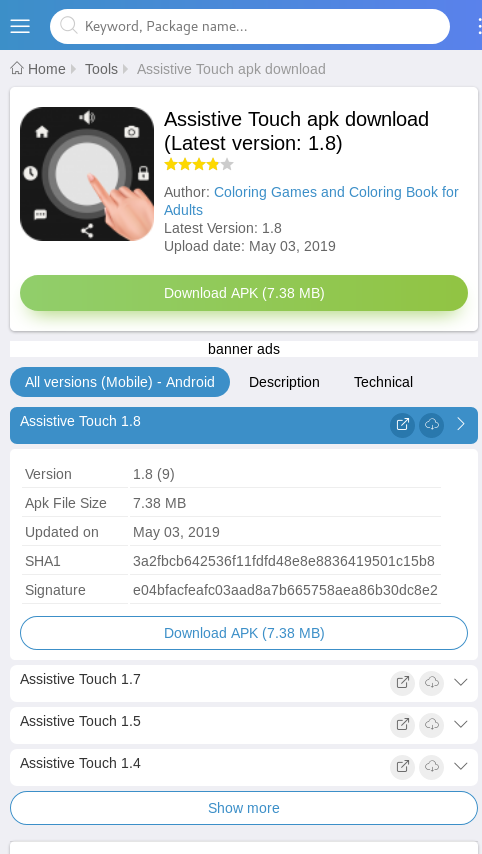 Keyword, Package name...
Home Tools Assistive Touch apk download
Assistive Touch apk download
(Latest version: 1.8)
Author: Coloring Games and Coloring Book for
Adults
Latest Version: 1.8
Upload date: May 03, 2019
Download APK (7.38 MB)
banner ads
All versions (Mobile) - Android Description Technical
Assistive Touch 1.8
Version 1.8 (9)
Apk File Size 7.38 MB
Updated on May 03, 2019
SHA1 3a2fbcb642536f11fdfd48e8e8836419501c15b8
Signature e04bfacfeafc03aad8a7b665758aea86b30dc8e2
Download APK (7.38 MB)
Assistive Touch 1.7
Assistive Touch 1.5
Assistive Touch 1.4
Show more